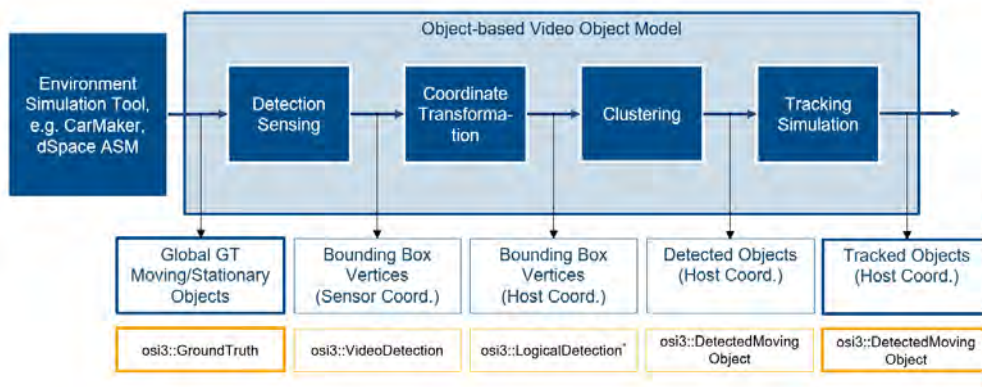 Object-based Video Object Model
Environment
Simulation Tool,
e.g. CarMaker,
dSpace ASM
Detection
Sensing
Coordinate
Transforma-
tion
Clustering
Tracking
Simulation
Global GT
Moving/Stationary
Objects
Bounding Box
Vertices
(Sensor Coord.)
Bounding Box
Vertices
(Host Coord.)
Detected Objects
(Host Coord.)
Tracked Objects
(Host Coord.)
osi3::GroundTruth
osi3::VideoDetection
osi3::LogicalDetection*
osi3::DetectedMoving
Object
osi3::DetectedMoving
Object